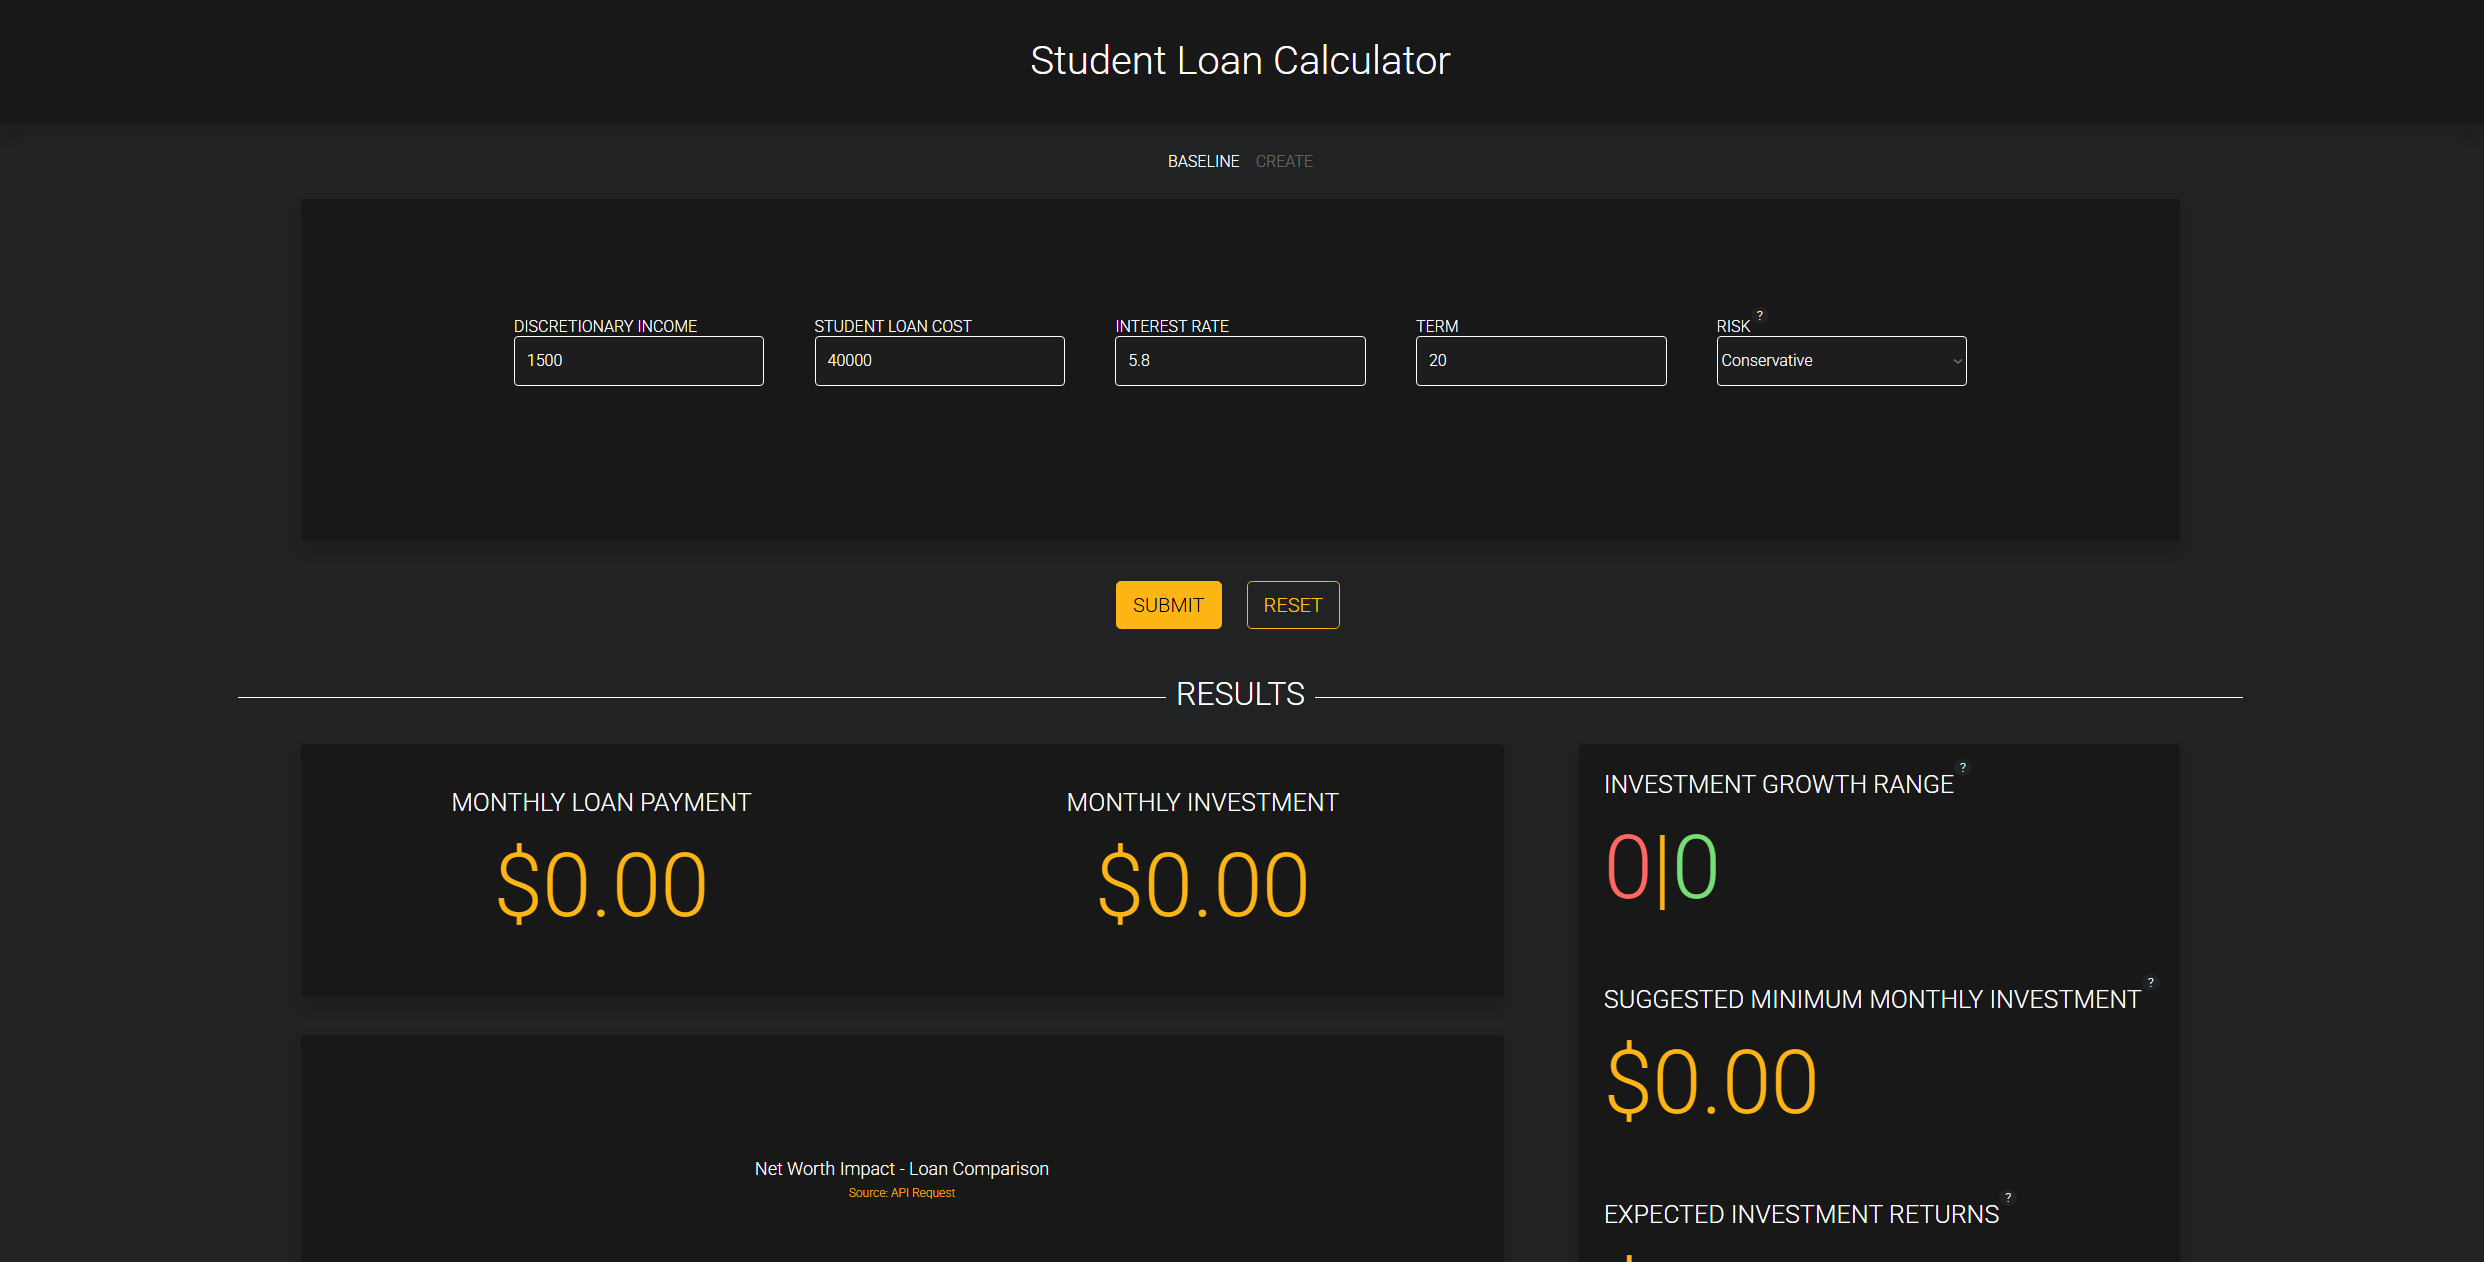 Student Loan Calculator
BASELINE CREATE
DISCRETIONARY INCOME
1500
STUDENT LOAN COST
40000
INTEREST RATE
5.8
TERM
20
RISK ?
Conservative
SUBMIT
RESET
RESULTS
MONTHLY LOAN PAYMENT
$0.00
MONTHLY INVESTMENT
$0.00
Net Worth Impact - Loan Comparison
Source: API Request
INVESTMENT GROWTH RANGE ?
0|0
SUGGESTED MINIMUM MONTHLY INVESTMENT ?
$0.00
EXPECTED INVESTMENT RETURNS ?